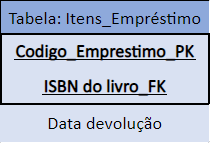 Tabela: Itens_Empréstimo
Codigo_Emprestimo_PK
ISBN do livro_FK
Data devolução